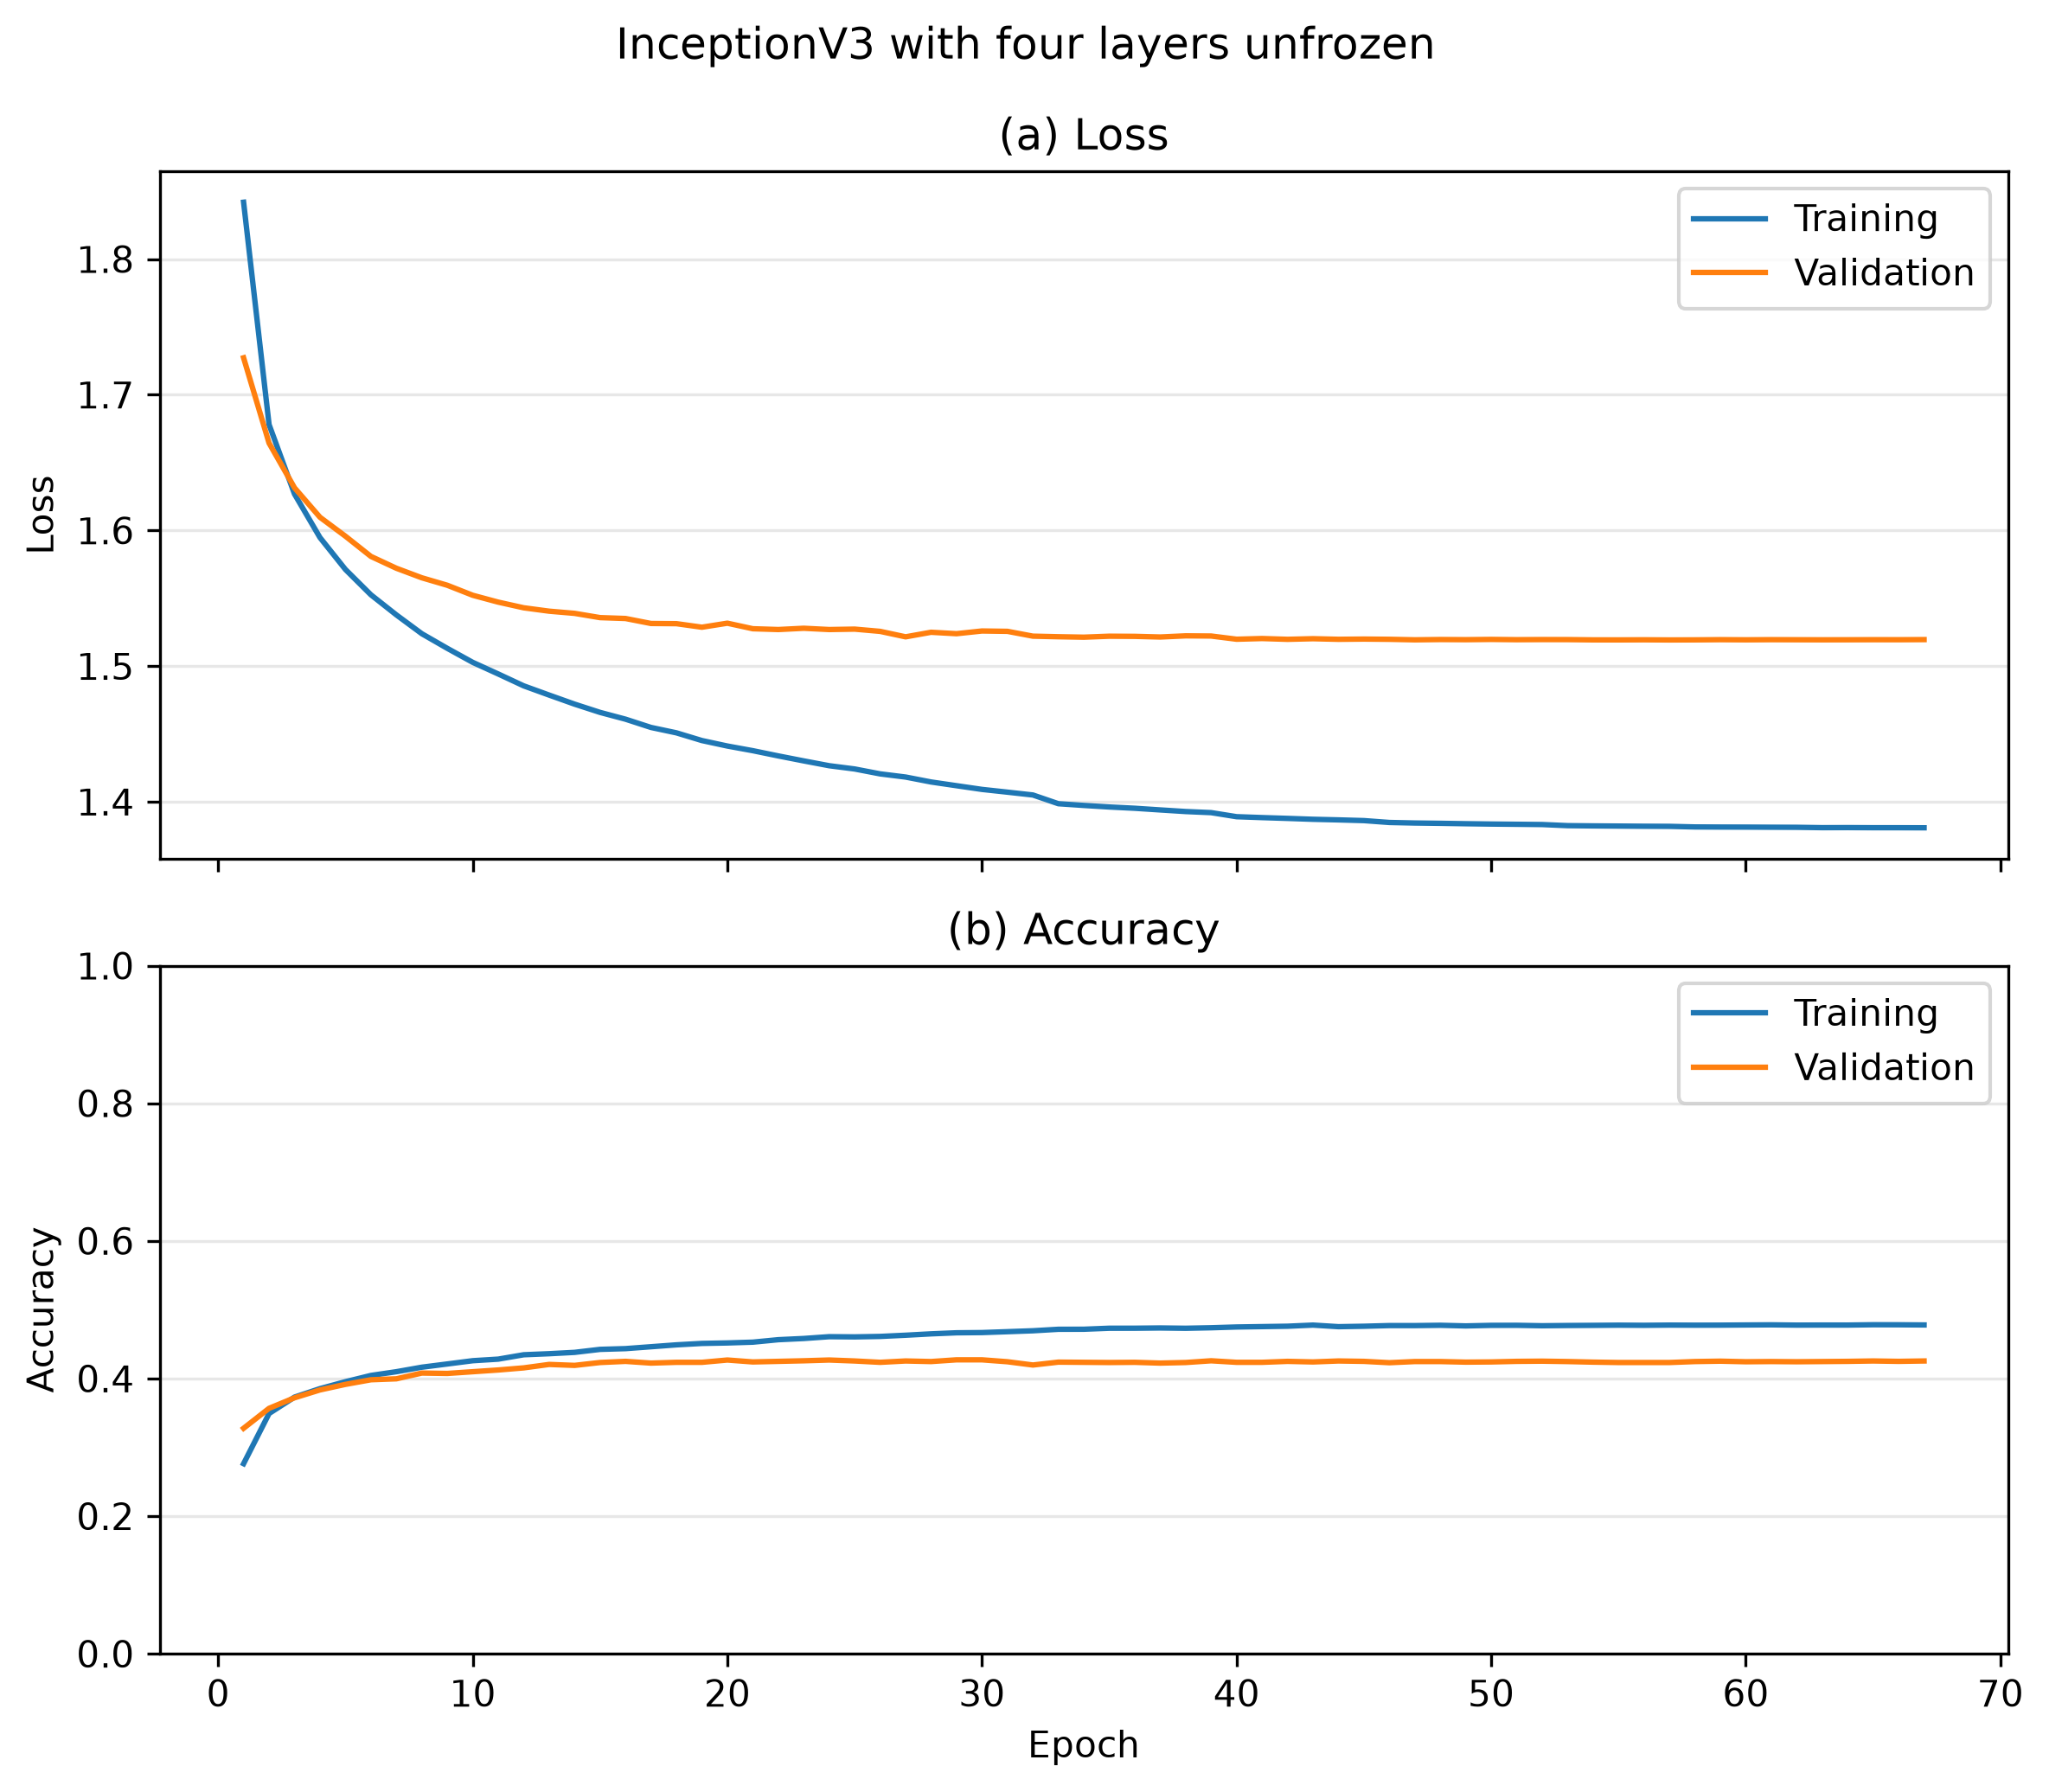 InceptionV3 with four layers unfrozen
(a) Loss
Loss
1.8
1.7
1.6
1.5
1.4
Training
Validation
(b) Accuracy
Accuracy
1.0
0.8
0.6
0.4
0.2
0.0
Training
Validation
0 10 20 30 40 50 60 70
Epoch